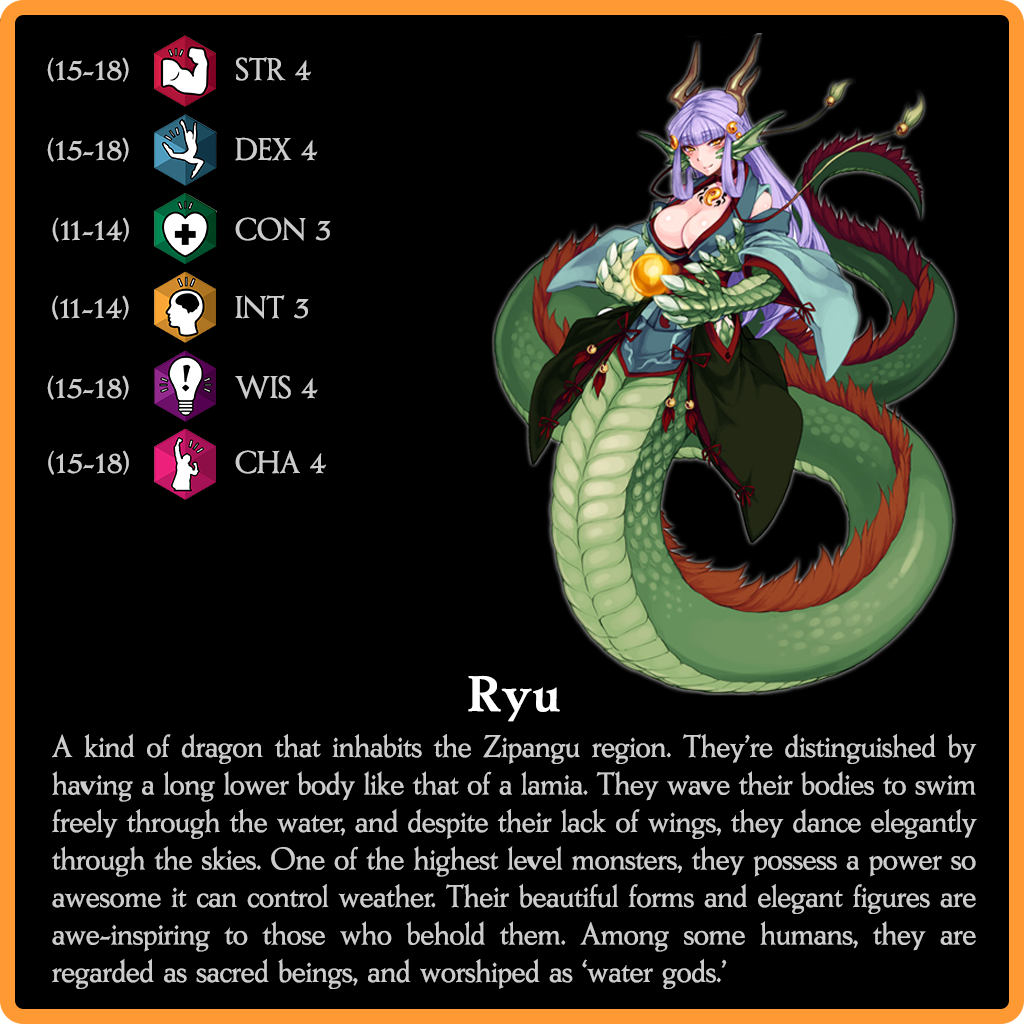 (15-18) STR 4
(15-18) DEX 4
(11-14) CON 3
(11-14) INT 3
(15-18) WIS 4
(15-18) CHA 4
Ryu
A kind of dragon that inhabits the Zipangu region. They’re distinguished by
having a long lower body like that of a lamia. They wave their bodies to swim
freely through the water, and despite their lack of wings, they dance elegantly
through the skies. One of the highest level monsters, they possess a power so
awesome it can control weather. Their beautiful forms and elegant figures are
awe-inspiring to those who behold them. Among some humans, they are
regarded as sacred beings, and worshiped as ‘water gods.’